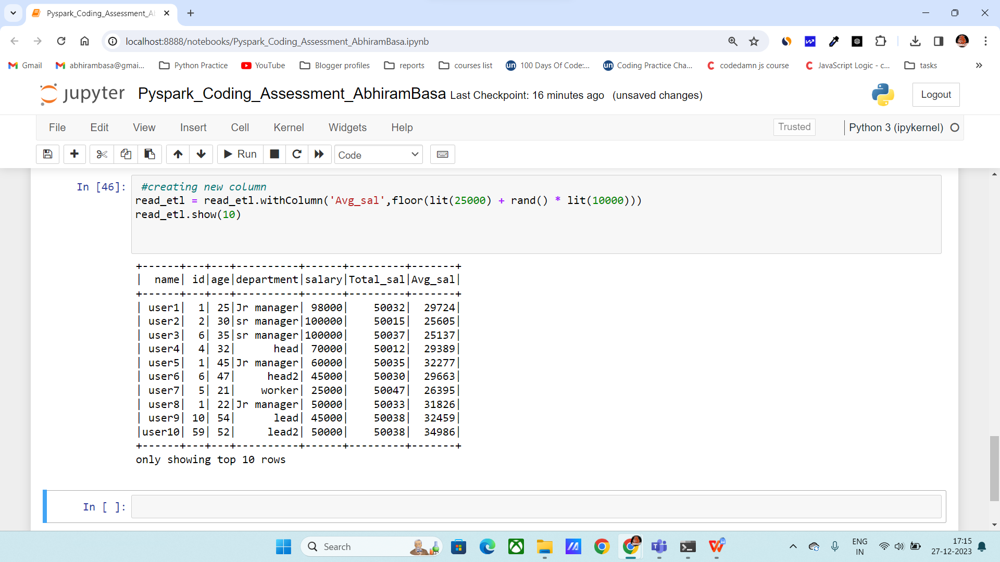 Pyspark_Coding_Assessment_Al
localhost:8888/notebooks/Pyspark_Coding_Assessment_AbhiramBasa.ipynb
Gmail abhirambasa@gmai... Python Practice YouTube Blogger profiles reports courses list un 100 Days Of Code:... un Coding Practice Cha... codedamn js course JavaScript Logic - c... tasks
jupyter Pyspark_Coding_Assessment_AbhiramBasa Last Checkpoint: 16 minutes ago (unsaved changes) Logout
File Edit View Insert Cell Kernel Widgets Help Trusted Python 3 (ipykernel)
Run Code
In [46]: #creating new column
read_etl = read_etl.withColumn('Avg_sal',floor(lit(25000) + rand() * lit(10000)))
read_etl.show(10)
+------+---+---+----------+------+---------+-------+
|  name| id|age|department|salary|Total_sal|Avg_sal|
+------+---+---+----------+------+---------+-------+
| user1|  1| 25|Jr manager| 98000|    50032|  29724|
| user2|  2| 30|sr manager|100000|    50015|  25605|
| user3|  6| 35|sr manager|100000|    50037|  25137|
| user4|  4| 32|      head| 70000|    50012|  29389|
| user5|  1| 45|Jr manager| 60000|    50035|  32277|
| user6|  6| 47|     head2| 45000|    50030|  29663|
| user7|  5| 21|    worker| 25000|    50047|  26395|
| user8|  1| 22|Jr manager| 50000|    50033|  31826|
| user9| 10| 54|      lead| 45000|    50038|  32459|
|user10| 59| 52|     lead2| 50000|    50038|  34986|
+------+---+---+----------+------+---------+-------+
only showing top 10 rows
In [ ]:
Search
ENG
IN
17:15
27-12-2023